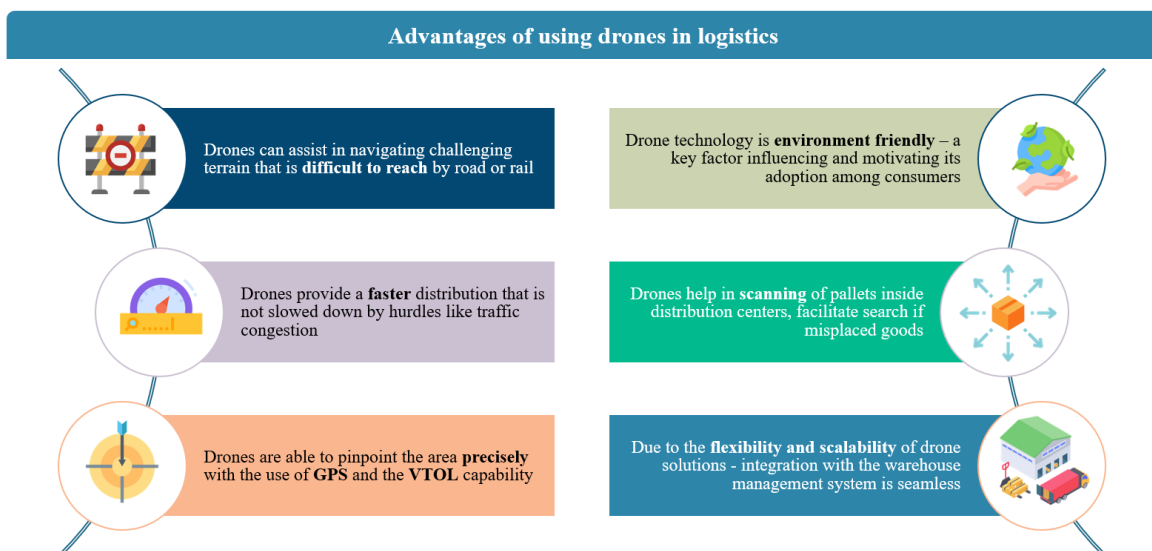 Advantages of using drones in logistics
Drones can assist in navigating challenging
terrain that is difficult to reach by road or rail
Drones provide a faster distribution that is
not slowed down by hurdles like traffic
congestion
Drones are able to pinpoint the area precisely
with the use of GPS and the VTOL capability
Drone technology is environment friendly – a
key factor influencing and motivating its
adoption among consumers
Drones help in scanning of pallets inside
distribution centers, facilitate search if
misplaced goods
Due to the flexibility and scalability of drone
solutions - integration with the warehouse
management system is seamless